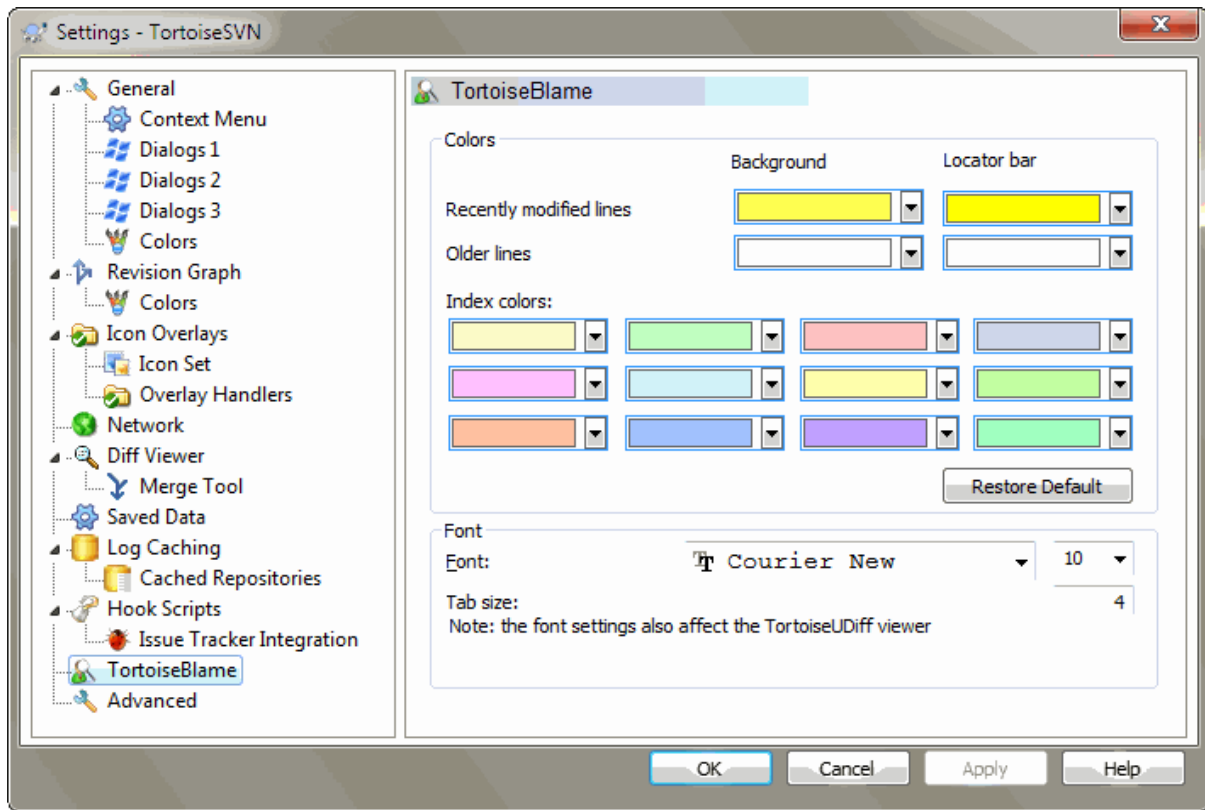 Settings - TortoiseSVN
General
Context Menu
Dialogs 1
Dialogs 2
Dialogs 3
Colors
Revision Graph
Colors
Icon Overlays
Icon Set
Overlay Handlers
Network
Diff Viewer
Merge Tool
Saved Data
Log Caching
Cached Repositories
Hook Scripts
Issue Tracker Integration
TortoiseBlame
Advanced
TortoiseBlame
Colors
Background Locator bar
Recently modified lines
Older lines
Index colors:
Restore Default
Font
Font: Courier New 10
Tab size: 4
Note: the font settings also affect the TortoiseUDiff viewer
OK Cancel Apply Help